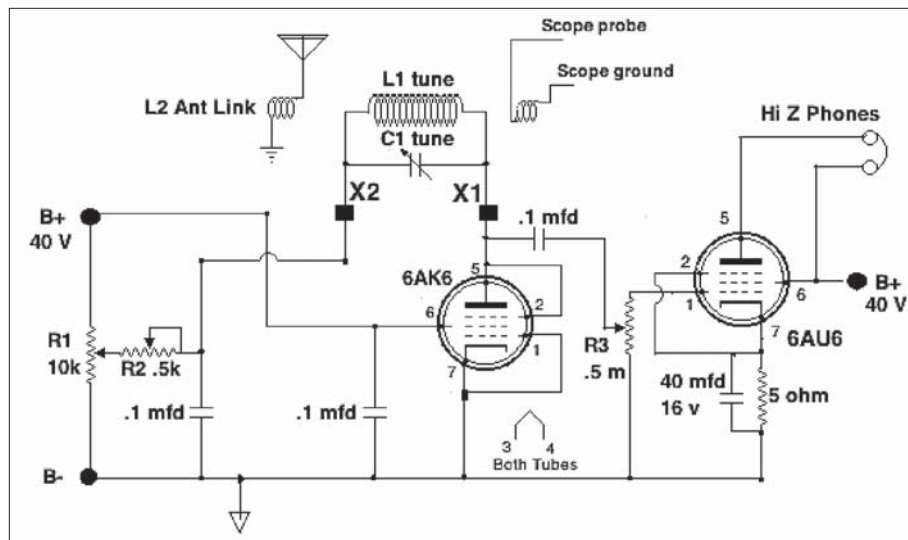 Scope probe
Scope ground
L1 tune
L2 Ant Link
C1 tune
Hi Z Phones
X2
X1
B+
40 V
.1 mfd
5
6AK6
5
2
6
1
7
2
1
6
7
B+
40 V
6AU6
R1
10k
R2 .5k
R3
.5 m
.1 mfd
.1 mfd
40 mfd
16 v
5 ohm
3
4
Both Tubes
B-